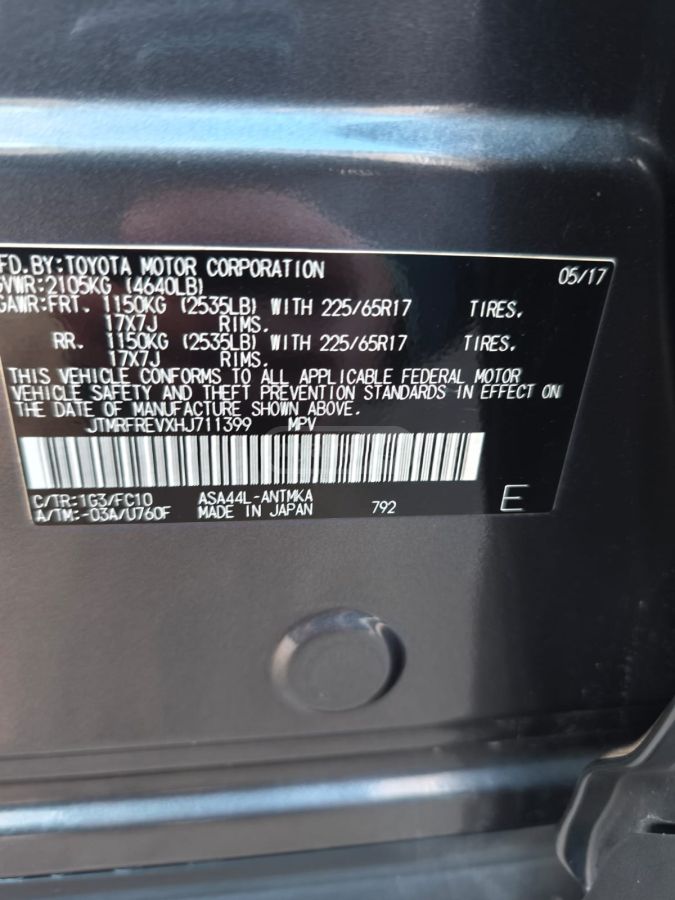 FD.BY:TOYOTA MOTOR CORPORATION 05/17
GVWR:2105KG (4640LB)
GAWR:FRT. 1150KG (2535LB) WITH 225/65R17 TIRES.
17X7J RIMS.
RR. 1150KG (2535LB) WITH 225/65R17 TIRES.
17X7J RIMS.
THIS VEHICLE CONFORMS TO ALL APPLICABLE FEDERAL MOTOR
VEHICLE SAFETY AND THEFT PREVENTION STANDARDS IN EFFECT ON
THE DATE OF MANUFACTURE SHOWN ABOVE.
JTMRFREVXHJ711399 MPV
C/TR:1G3/FC10 ASA44L-ANTMKA
A/TM:-03A/U760F MADE IN JAPAN 792 E